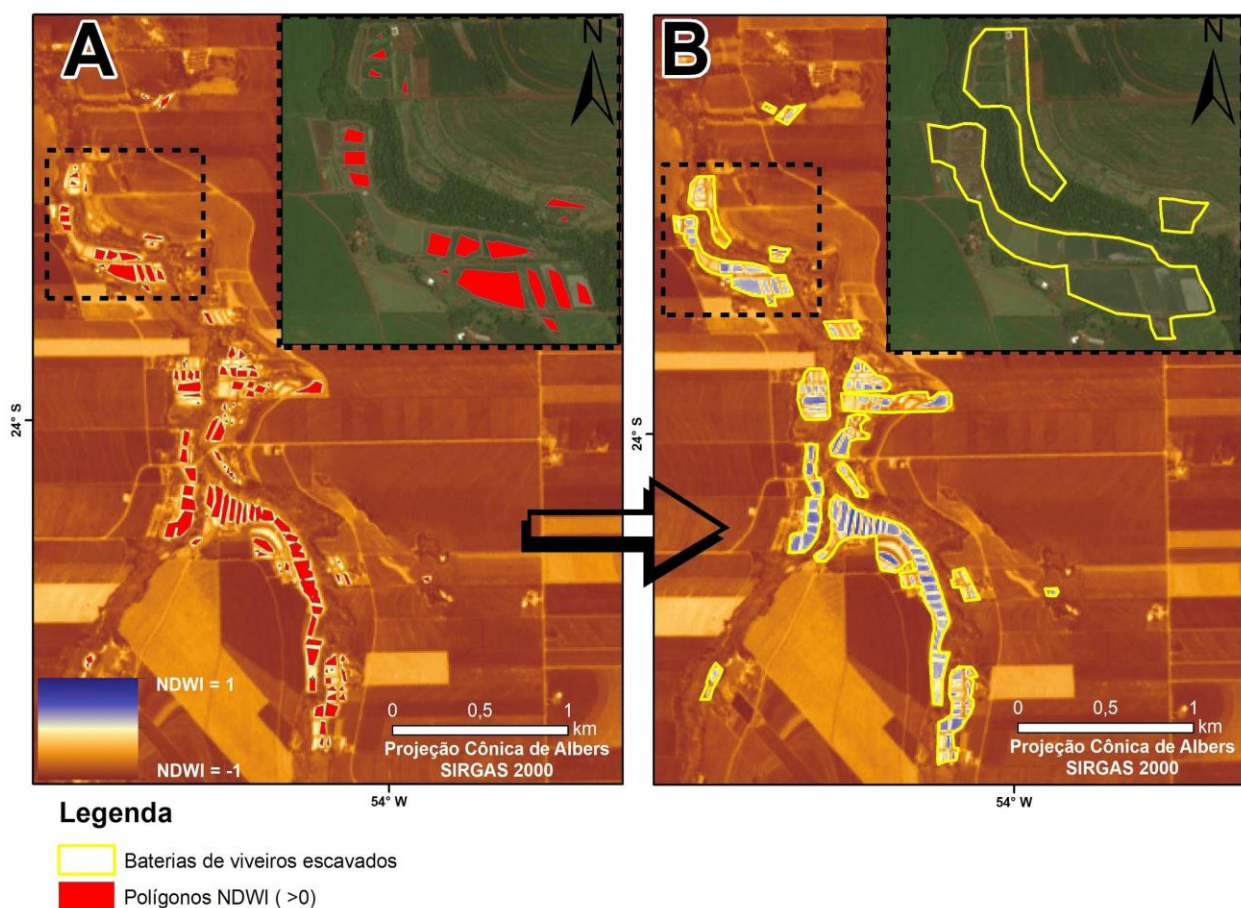 A
N
24° S
NDWI = 1
NDWI = -1
0 0,5 1
km
Projeção Cônica de Albers
SIRGAS 2000
54° W
B
N
24° S
0 0,5 1
km
Projeção Cônica de Albers
SIRGAS 2000
54° W
Legenda
Baterias de viveiros escavados
Polígonos NDWI ( >0)